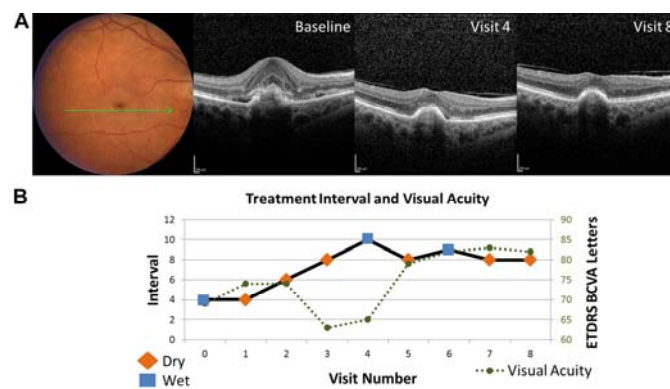 A
Baseline
Visit 4
Visit 8
B
Treatment Interval and Visual Acuity
Interval
12
10
8
6
4
2
0
90
85
80
75
70
65
60
ETDRS BCVA Letters
0 1 2 3 4 5 6 7 8
Dry
Wet
Visit Number
Visual Acuity